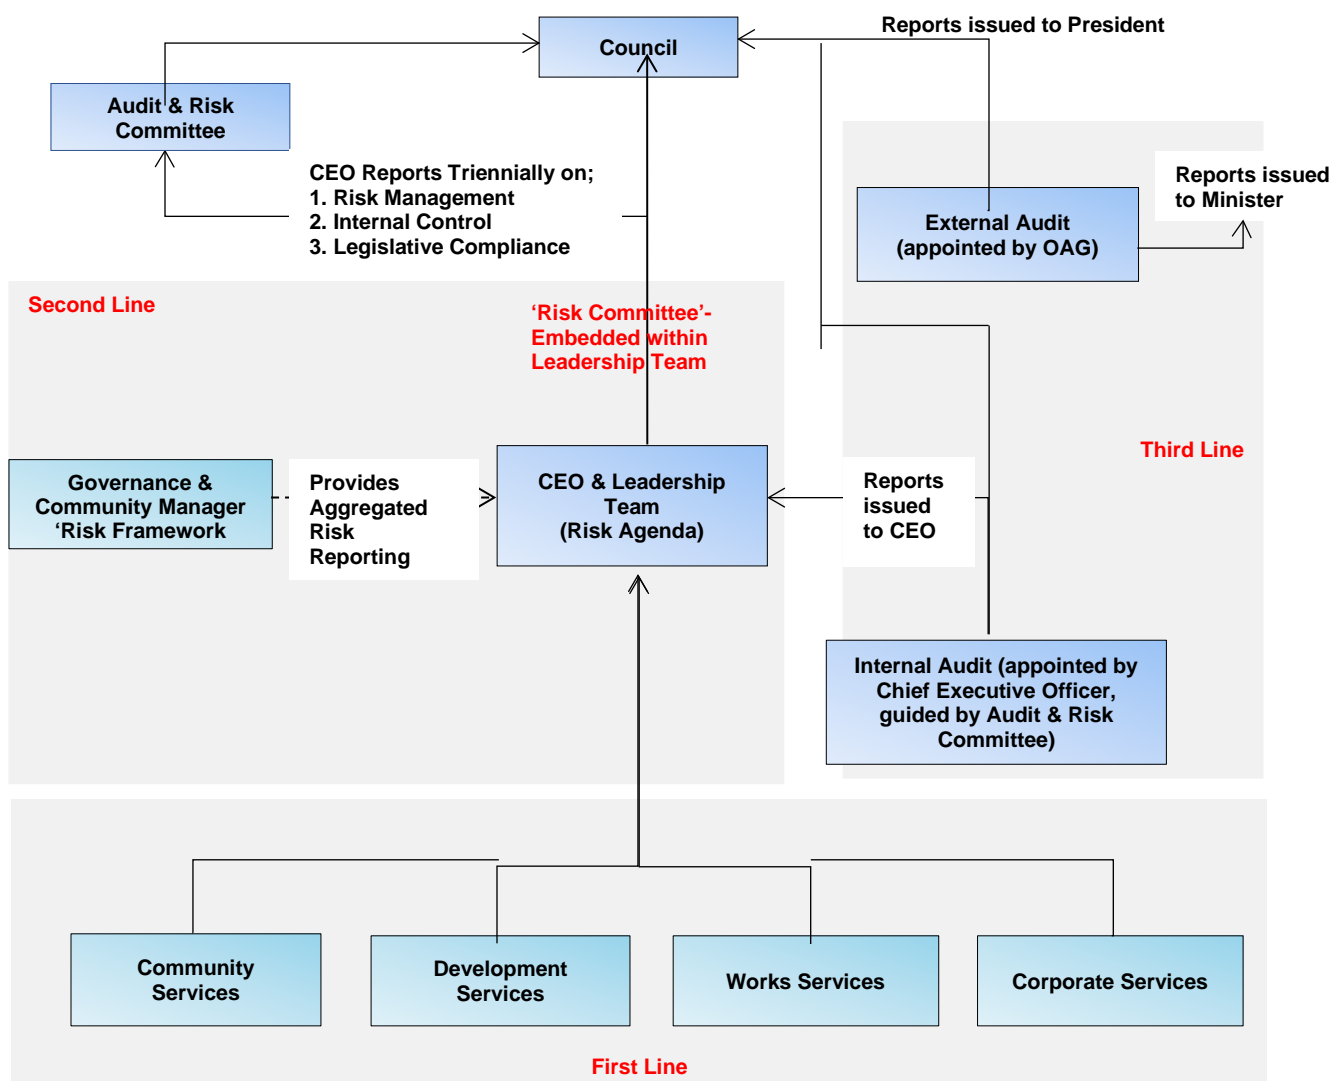 Reports issued to President
Council
Audit & Risk
Committee
CEO Reports Triennially on;
1. Risk Management
2. Internal Control
3. Legislative Compliance
Reports issued
to Minister
External Audit
(appointed by OAG)
Second Line
‘Risk Committee’-
Embedded within
Leadership Team
Third Line
Governance &
Community Manager
‘Risk Framework
Provides
Aggregated
Risk
Reporting
CEO & Leadership
Team
(Risk Agenda)
Reports
issued
to CEO
Internal Audit (appointed by
Chief Executive Officer,
guided by Audit & Risk
Committee)
Community
Services
Development
Services
Works Services
Corporate Services
First Line